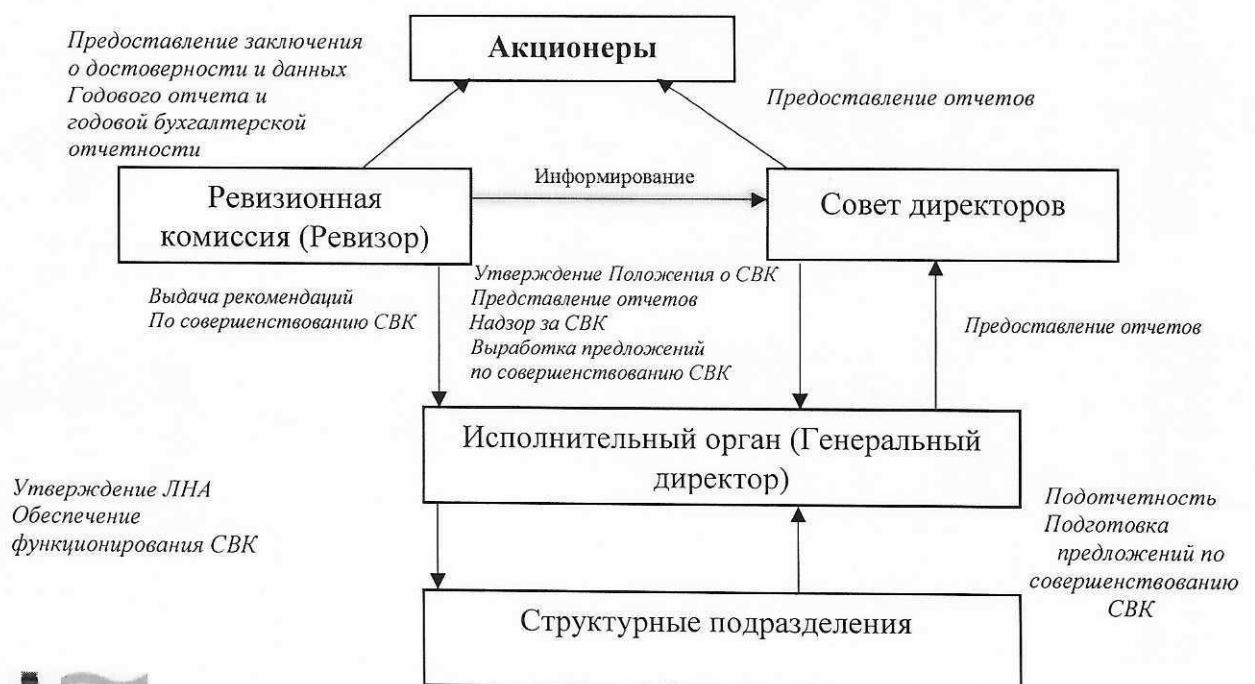 Предоставление заключения
о достоверности и данных
Годового отчета и
годовой бухгалтерской
отчетности
Акционеры
Предоставление отчетов
Ревизионная
комиссия (Ревизор)
Информирование
Совет директоров
Выдача рекомендаций
По совершенствованию СВК
Утверждение Положения о СВК
Представление отчетов
Надзор за СВК
Выработка предложений
по совершенствованию СВК
Предоставление отчетов
Исполнительный орган (Генеральный
директор)
Утверждение ЛНА
Обеспечение
функционирования СВК
Подотчетность
Подготовка
предложений по
совершенствованию
СВК
Структурные подразделения